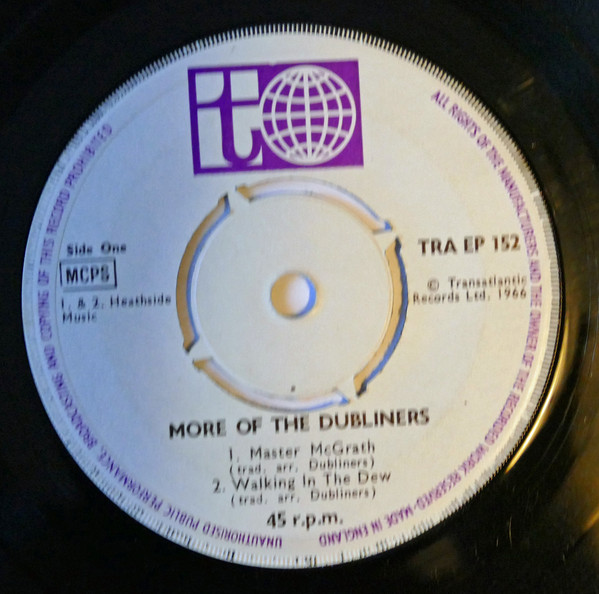 it
Side One
MCPS
1. & 2. Heathside
Music
TRA EP 152
© Transatlantic
Records Ltd. 1966
MORE OF THE DUBLINERS
1. Master McGrath
(trad. arr. Dubliners)
2. Walking In The Dew
(trad. arr. Dubliners)
45 r.p.m.
ALL RIGHTS OF THE MANUFACTURERS AND THE OWNER OF THE RECORDED WORK RESERVED-MADE IN ENGLAND
UNAUTHORISED PUBLIC PERFORMANCE, BROADCASTING AND COPYING OF THIS RECORD PROHIBITED